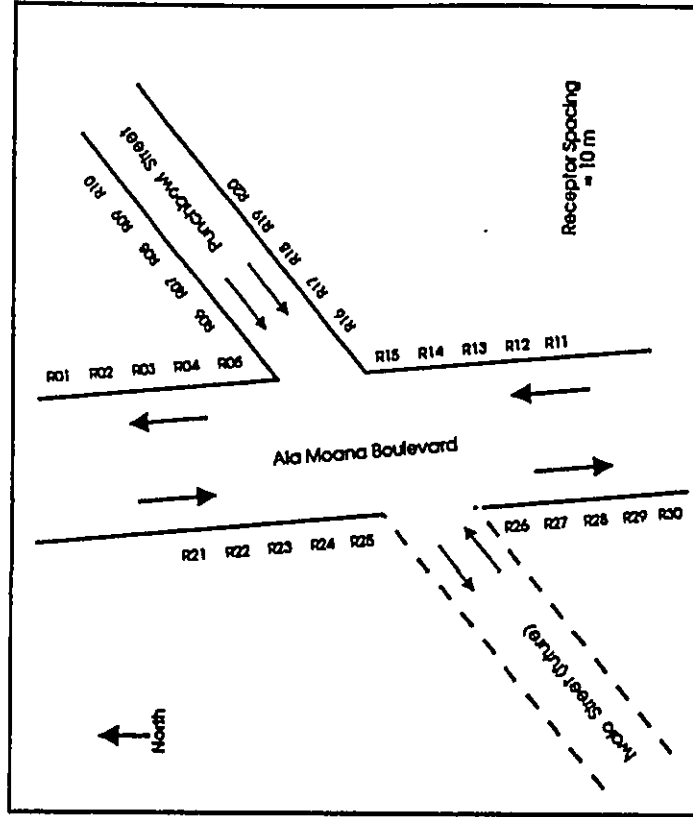 R10
R09
R08
R07
R06
Punchbowl Street
R20
R19
R18
R17
R16
R01
R02
R03
R04
R05
R15
R14
R13
R12
R11
Receptor Spacing
= 10 m
Ala Moana Boulevard
R21
R22
R23
R24
R25
R26
R27
R28
R29
R30
Street (future)
North